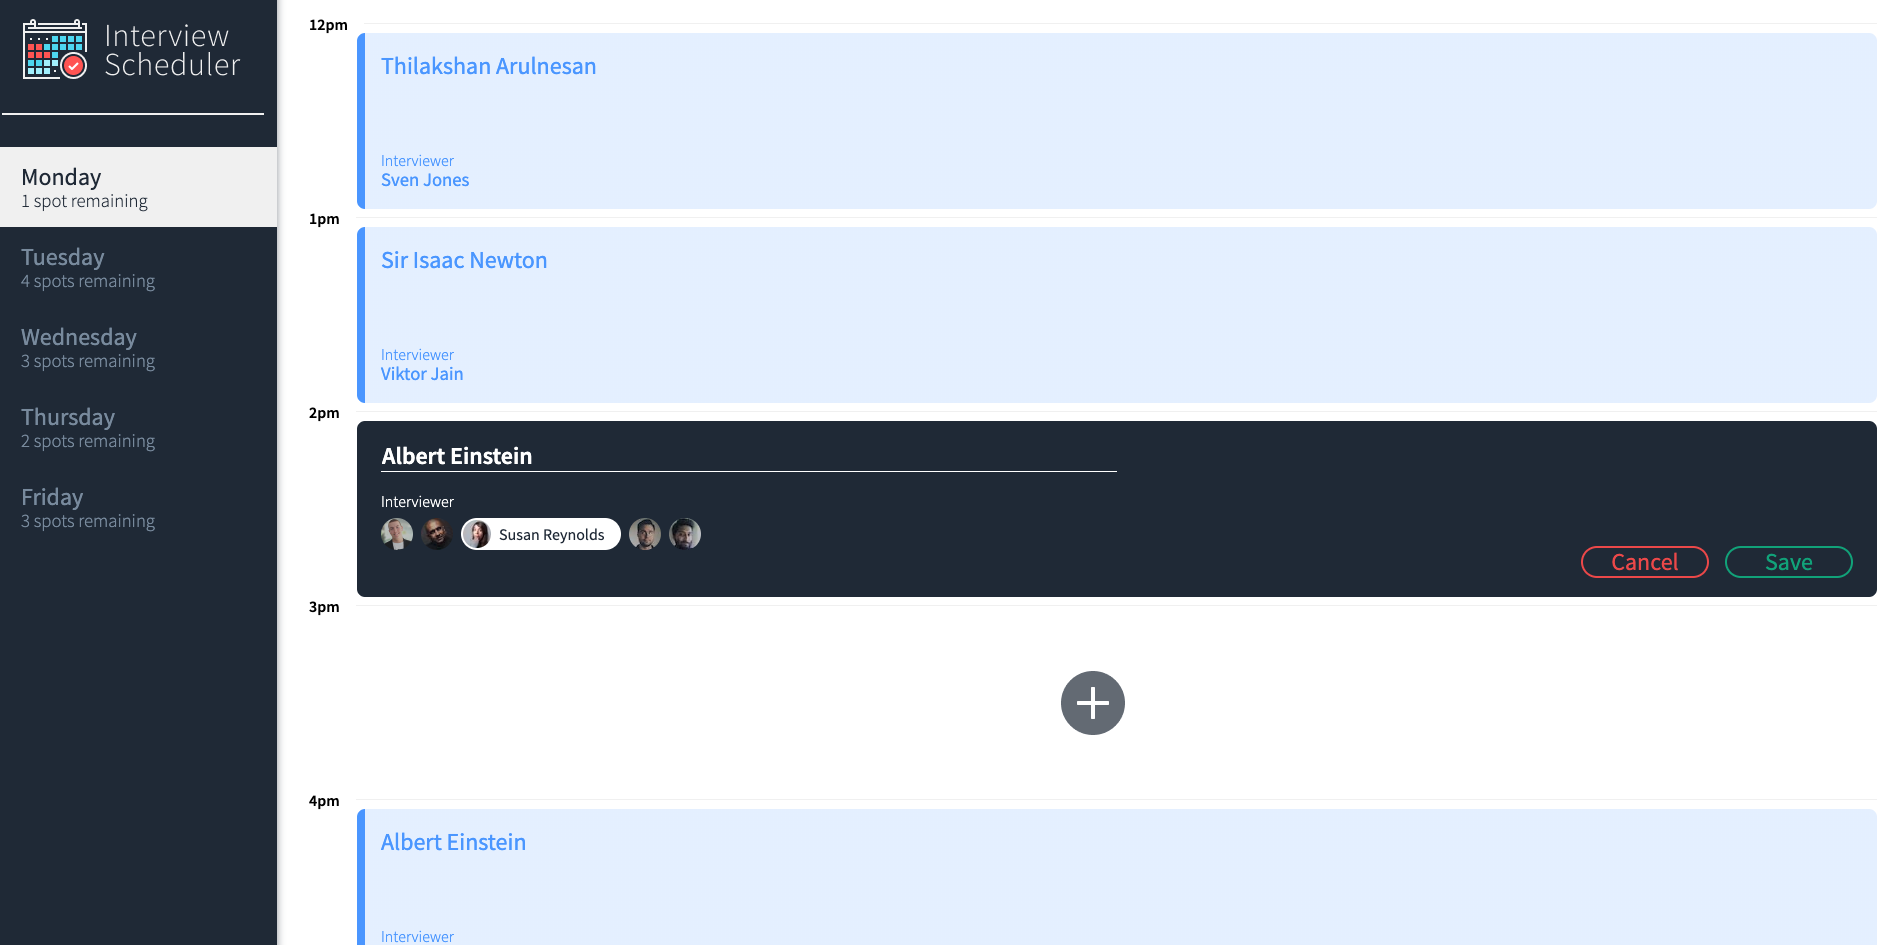 Interview
Scheduler
Monday
1 spot remaining
Tuesday
4 spots remaining
Wednesday
3 spots remaining
Thursday
2 spots remaining
Friday
3 spots remaining
12pm
Thilakshan Arulnesan
Interviewer
Sven Jones
1pm
Sir Isaac Newton
Interviewer
Viktor Jain
2pm
Albert Einstein
Interviewer
Susan Reynolds
Cancel
Save
3pm
4pm
Albert Einstein
Interviewer